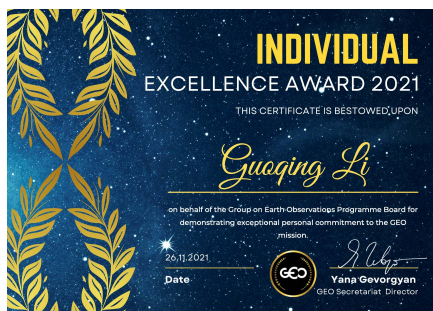 INDIVIDUAL
EXCELLENCE AWARD 2021
THIS CERTIFICATE IS BESTOWED UPON
Guoqing Li
on behalf of the Group on Earth Observations Programme Board for
demonstrating exceptional personal commitment to the GEO
mission.
26.11.2021
Date
GEO
Yana Gevorgyan
GEO Secretariat Director